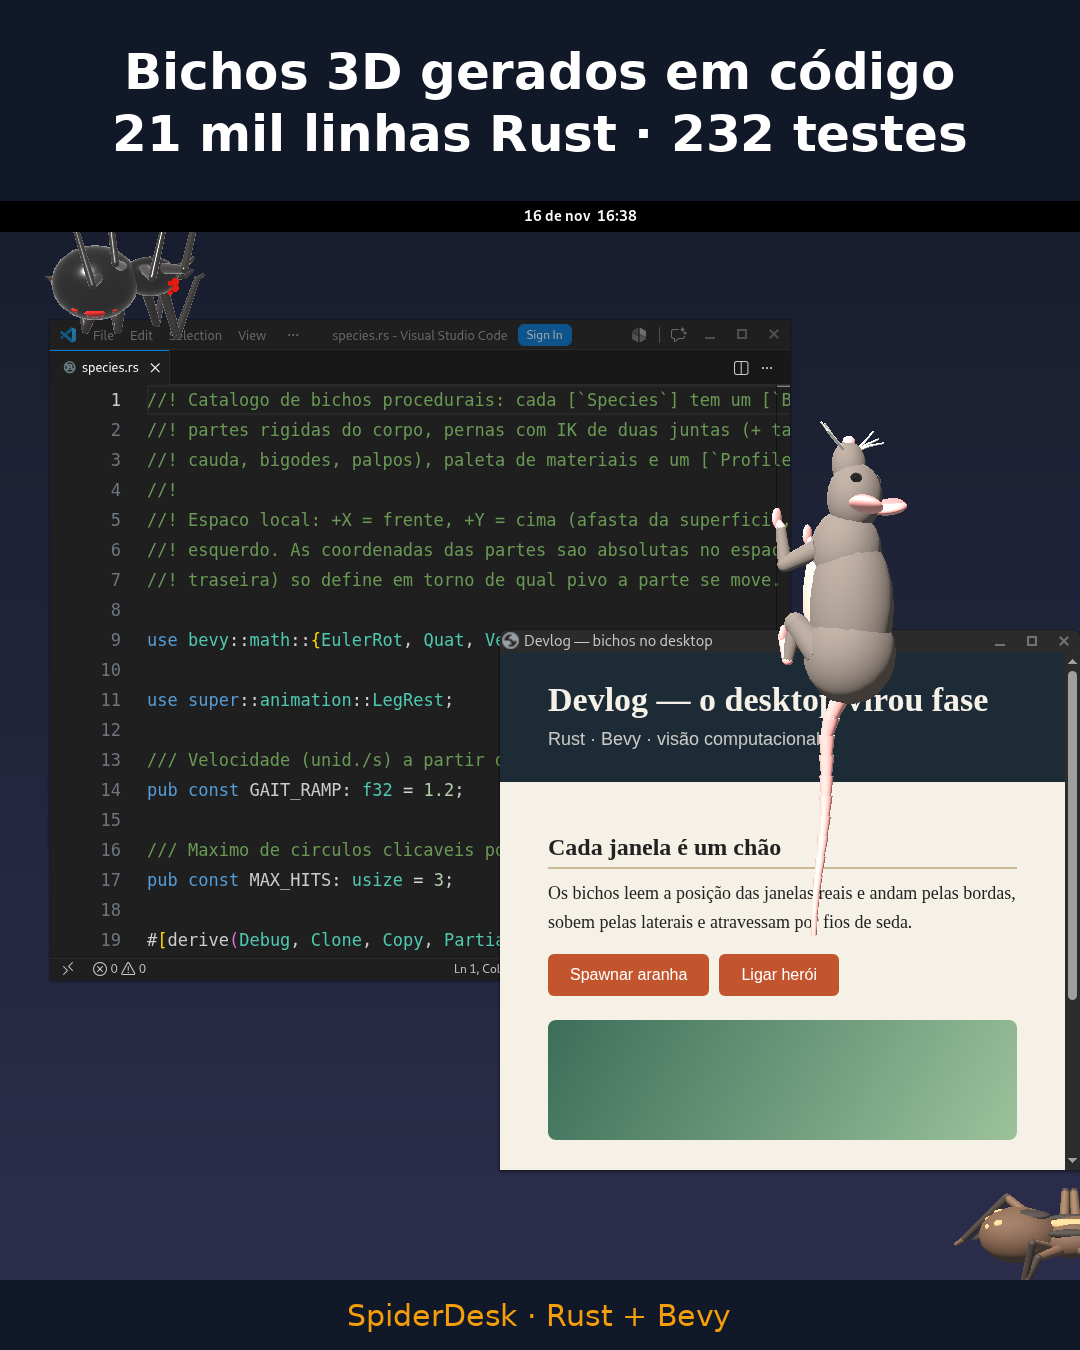 Bichos 3D gerados em código
21 mil linhas Rust · 232 testes
16 de nov 16:38
File Edit Selection View ··· species.rs - Visual Studio Code Sign In
species.rs
1 //! Catalogo de bichos procedurais: cada [`Species`] tem um [`B
2 //! partes rigidas do corpo, pernas com IK de duas juntas (+ ta
3 //! cauda, bigodes, palpos), paleta de materiais e um [`Profile
4 //!
5 //! Espaco local: +X = frente, +Y = cima (afasta da superfici
6 //! esquerdo. As coordenadas das partes sao absolutas no espac
7 //! traseira) so define em torno de qual pivo a parte se move.
8
9 use bevy::math::{EulerRot, Quat, Ve
10
11 use super::animation::LegRest;
12
13 /// Velocidade (unid./s) a partir d
14 pub const GAIT_RAMP: f32 = 1.2;
15
16 /// Maximo de circulos clicaveis po
17 pub const MAX_HITS: usize = 3;
18
19 #[derive(Debug, Clone, Copy, Partia
0 0 Ln 1, Col
Devlog — bichos no desktop
Devlog — o desktop virou fase
Rust · Bevy · visão computacional
Cada janela é um chão
Os bichos leem a posição das janelas reais e andam pelas bordas,
sobem pelas laterais e atravessam por fios de seda.
Spawnar aranha Ligar herói
SpiderDesk · Rust + Bevy